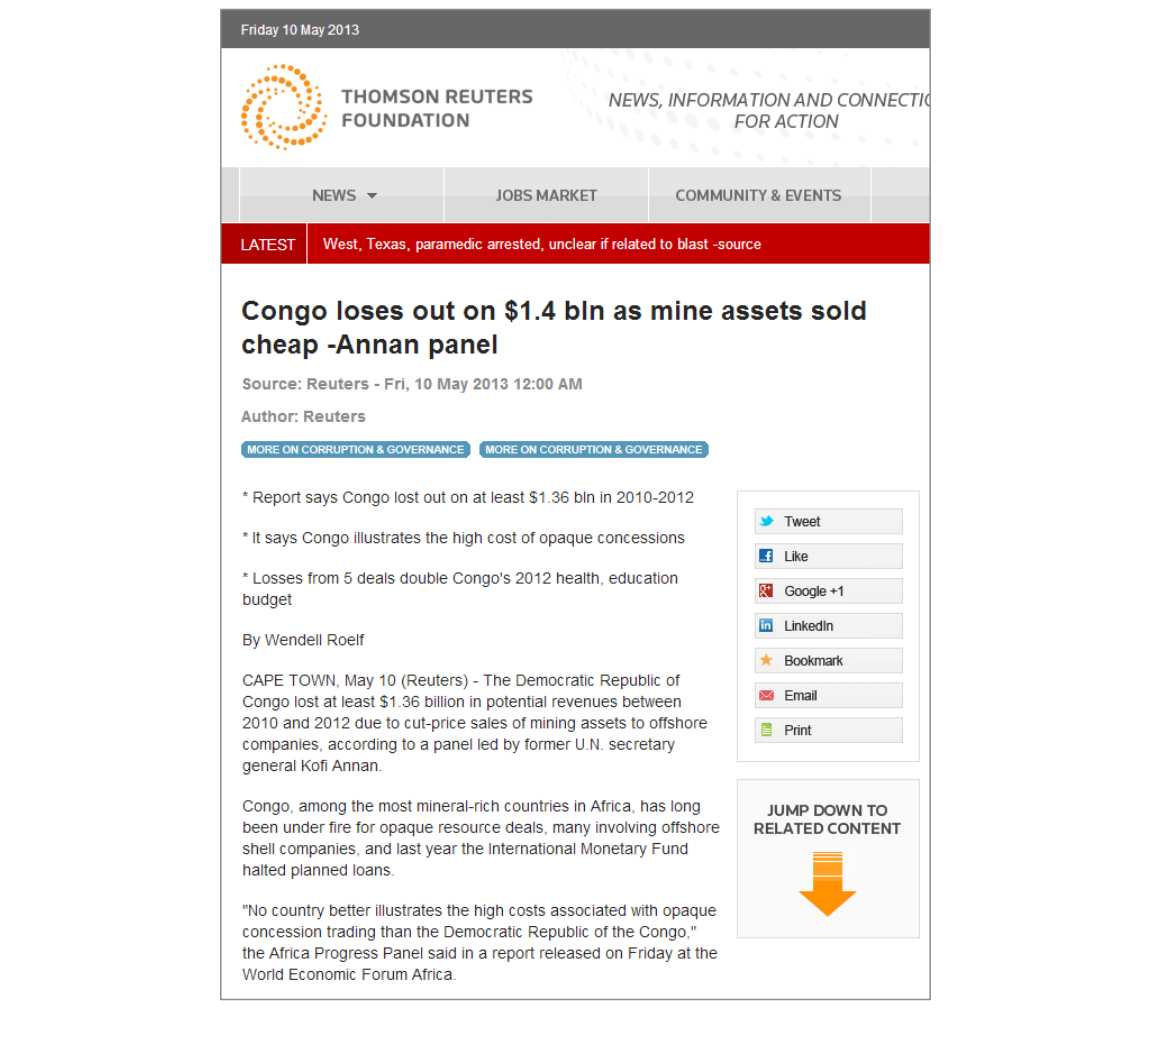 Friday 10 May 2013
THOMSON REUTERS
FOUNDATION
NEWS, INFORMATION AND CONNECTI
FOR ACTION
NEWS
JOBS MARKET
COMMUNITY & EVENTS
LATEST
West, Texas, paramedic arrested, unclear if related to blast -source
Congo loses out on $1.4 bln as mine assets sold
cheap -Annan panel
Source: Reuters - Fri, 10 May 2013 12:00 AM
Author: Reuters
MORE ON CORRUPTION & GOVERNANCE
MORE ON CORRUPTION & GOVERNANCE
* Report says Congo lost out on at least $1.36 bln in 2010-2012
* It says Congo illustrates the high cost of opaque concessions
* Losses from 5 deals double Congo's 2012 health, education
budget
By Wendell Roelf
CAPE TOWN, May 10 (Reuters) - The Democratic Republic of
Congo lost at least $1.36 billion in potential revenues between
2010 and 2012 due to cut-price sales of mining assets to offshore
companies, according to a panel led by former U.N. secretary
general Kofi Annan.
Congo, among the most mineral-rich countries in Africa, has long
been under fire for opaque resource deals, many involving offshore
shell companies, and last year the International Monetary Fund
halted planned loans.
"No country better illustrates the high costs associated with opaque
concession trading than the Democratic Republic of the Congo,"
the Africa Progress Panel said in a report released on Friday at the
World Economic Forum Africa.
Tweet
Like
Google +1
LinkedIn
Bookmark
Email
Print
JUMP DOWN TO
RELATED CONTENT